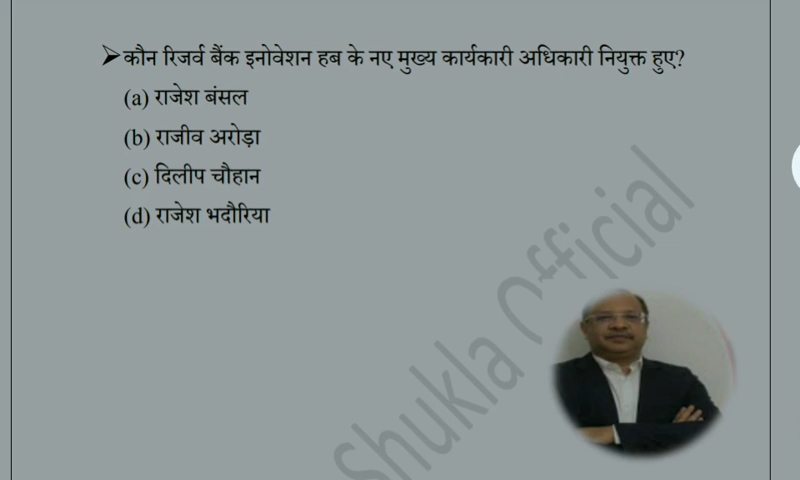 ➢कौन रिजर्व बैंक इनोवेशन हब के नए मुख्य कार्यकारी अधिकारी नियुक्त हुए?
(a) राजेश बंसल
(b) राजीव अरोड़ा
(c) दिलीप चौहान
(d) राजेश भदौरिया
Shukla Official